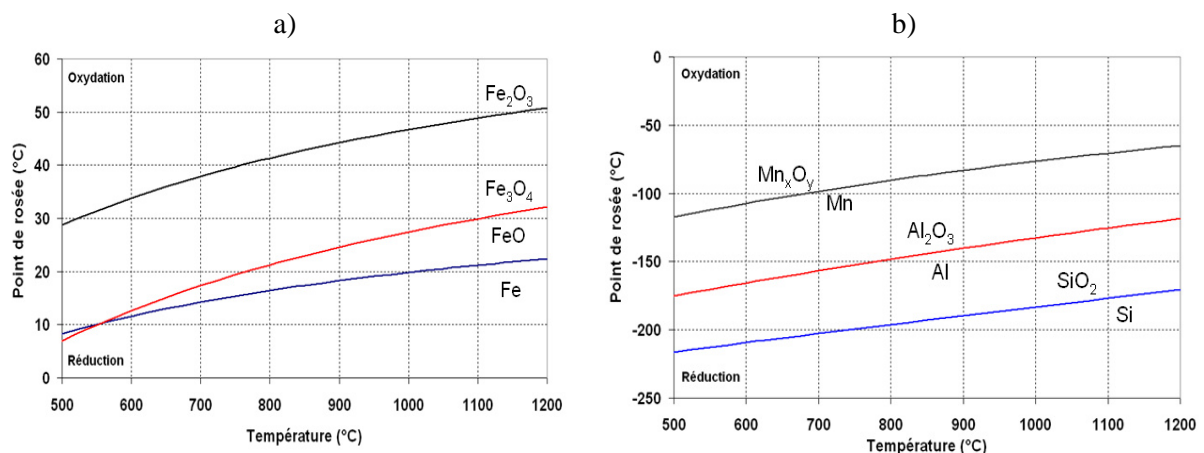 a)
60
50
40
30
20
10
0
Point de rosée (°C)
Oxydation
Fe₂O₃
Fe₃O₄
FeO
Fe
Réduction
500 600 700 800 900 1000 1100 1200
Température (°C)
b)
-0
-50
-100
-150
-200
-250
Point de rosée (°C)
Oxydation
MnₓOᵧ
Mn
Al₂O₃
Al
SiO₂
Si
Réduction
500 600 700 800 900 1000 1100 1200
Température (°C)